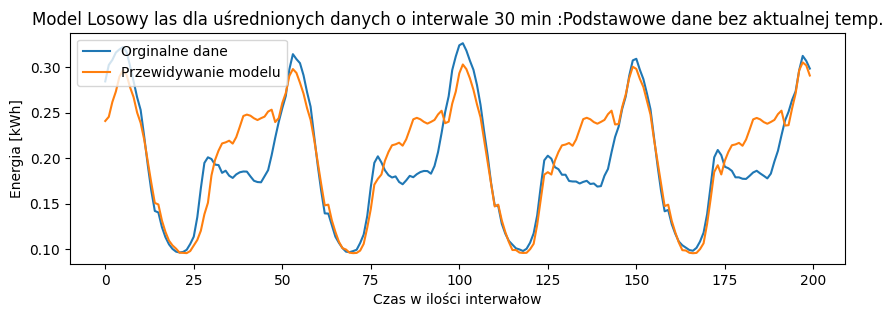 Model Losowy las dla uśrednionych danych o interwale 30 min :Podstawowe dane bez aktualnej temp.
Orginalne dane
Przewidywanie modelu
Energia [kWh]
0.30
0.25
0.20
0.15
0.10
0 25 50 75 100 125 150 175 200
Czas w ilości interwałow